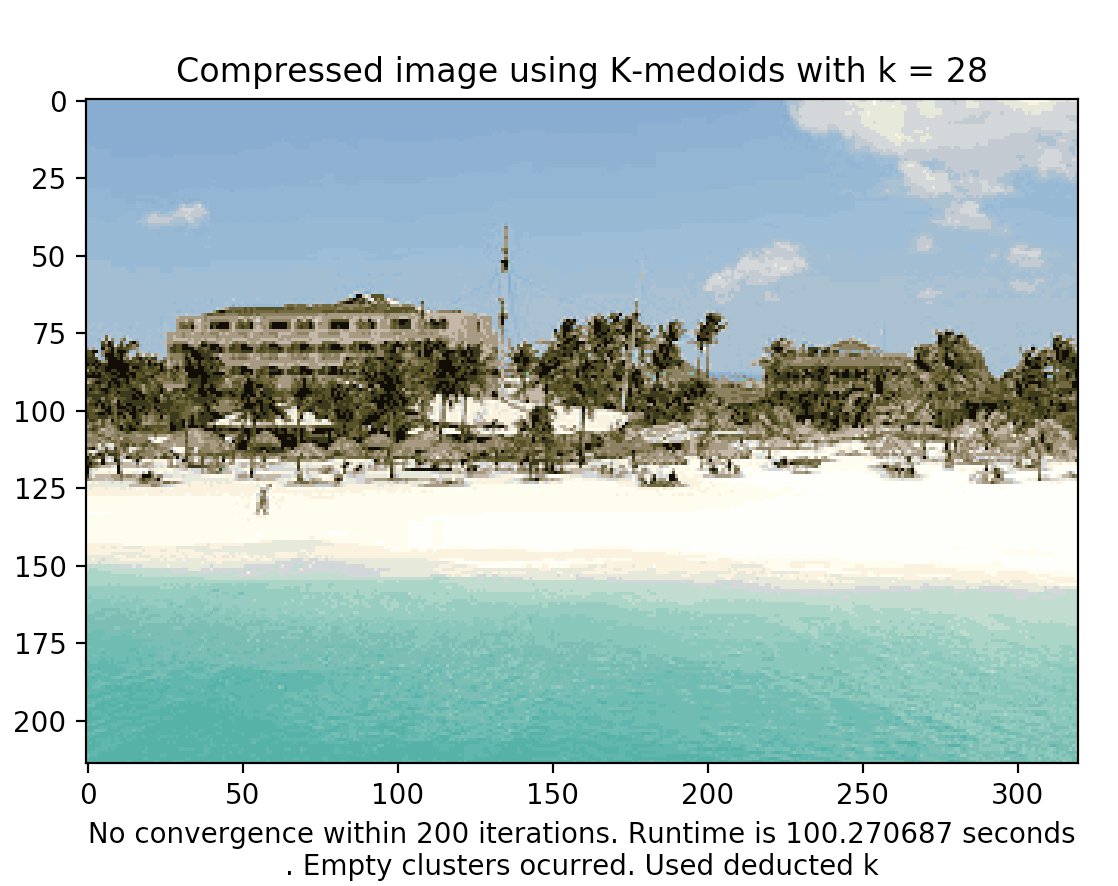 Compressed image using K-medoids with k = 28
0
25
50
75
100
125
150
175
200
0 50 100 150 200 250 300
No convergence within 200 iterations. Runtime is 100.270687 seconds
. Empty clusters ocurred. Used deducted k